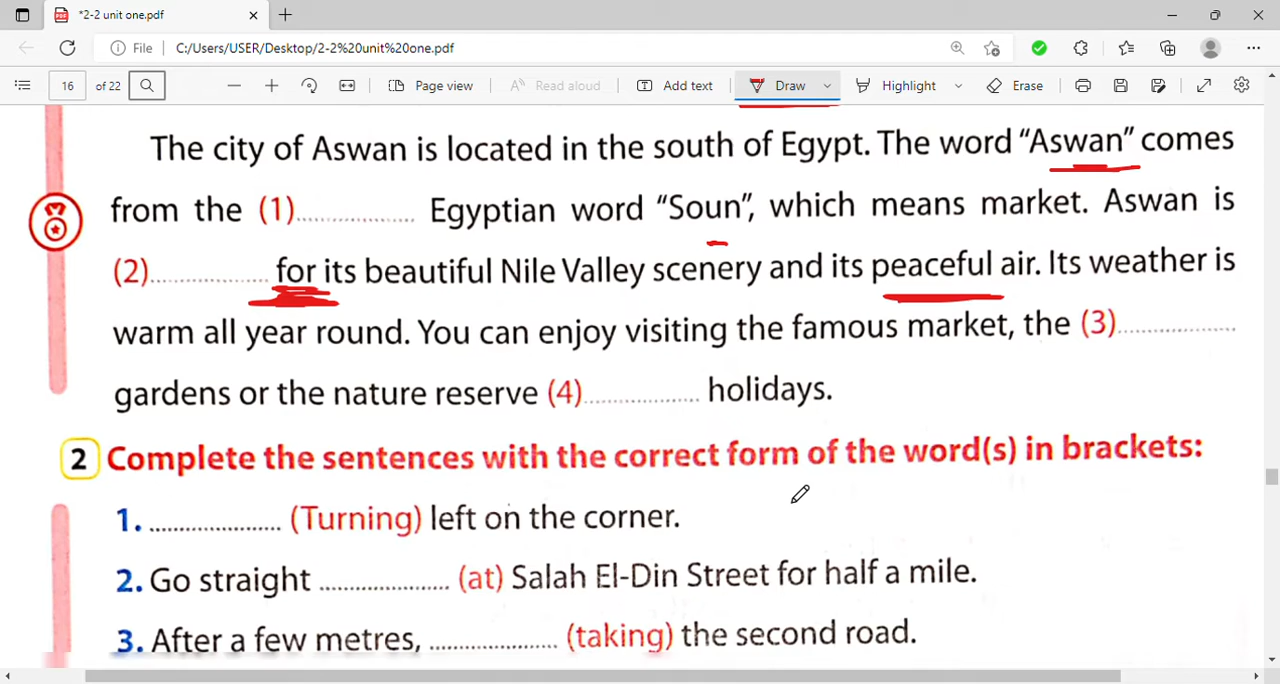 *2-2 unit one.pdf
File C:/Users/USER/Desktop/2-2%20unit%20one.pdf
16 of 22 Page view Read aloud Add text Draw Highlight Erase
The city of Aswan is located in the south of Egypt. The word “Aswan” comes
from the (1).................... Egyptian word “Soun”, which means market. Aswan is
(2).................... for its beautiful Nile Valley scenery and its peaceful air. Its weather is
warm all year round. You can enjoy visiting the famous market, the (3)....................
gardens or the nature reserve (4).................... holidays.
2 Complete the sentences with the correct form of the word(s) in brackets:
1. ...................... (Turning) left on the corner.
2. Go straight ...................... (at) Salah El-Din Street for half a mile.
3. After a few metres, ...................... (taking) the second road.